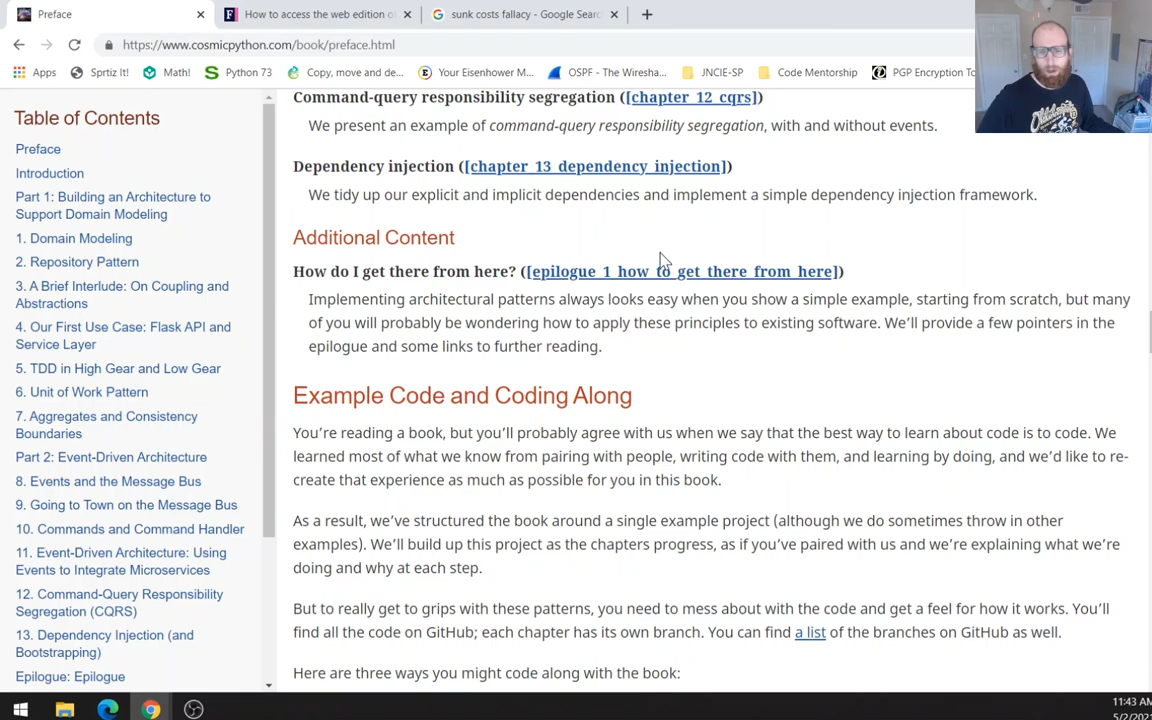 Preface
How to access the web edition o
sunk costs fallacy - Google Searc
https://www.cosmicpython.com/book/preface.html
Apps
Sprtiz It!
Math!
Python 73
Copy, move and de...
Your Eisenhower M...
OSPF - The Wiresha...
JNCIE-SP
Code Mentorship
PGP Encryption To
Table of Contents
Preface
Introduction
Part 1: Building an Architecture to
Support Domain Modeling
1. Domain Modeling
2. Repository Pattern
3. A Brief Interlude: On Coupling and
Abstractions
4. Our First Use Case: Flask API and
Service Layer
5. TDD in High Gear and Low Gear
6. Unit of Work Pattern
7. Aggregates and Consistency
Boundaries
Part 2: Event-Driven Architecture
8. Events and the Message Bus
9. Going to Town on the Message Bus
10. Commands and Command Handler
11. Event-Driven Architecture: Using
Events to Integrate Microservices
12. Command-Query Responsibility
Segregation (CQRS)
13. Dependency Injection (and
Bootstrapping)
Epilogue: Epilogue
Command-query responsibility segregation ([chapter_12_cqrs])
We present an example of command-query responsibility segregation, with and without events.
Dependency injection ([chapter_13_dependency_injection])
We tidy up our explicit and implicit dependencies and implement a simple dependency injection framework.
Additional Content
How do I get there from here? ([epilogue_1_how_to_get_there_from_here])
Implementing architectural patterns always looks easy when you show a simple example, starting from scratch, but many
of you will probably be wondering how to apply these principles to existing software. We'll provide a few pointers in the
epilogue and some links to further reading.
Example Code and Coding Along
You're reading a book, but you'll probably agree with us when we say that the best way to learn about code is to code. We
learned most of what we know from pairing with people, writing code with them, and learning by doing, and we'd like to re-
create that experience as much as possible for you in this book.
As a result, we've structured the book around a single example project (although we do sometimes throw in other
examples). We'll build up this project as the chapters progress, as if you've paired with us and we're explaining what we're
doing and why at each step.
But to really get to grips with these patterns, you need to mess about with the code and get a feel for how it works. You'll
find all the code on GitHub; each chapter has its own branch. You can find a list of the branches on GitHub as well.
Here are three ways you might code along with the book:
11:43 AM
5/2/202